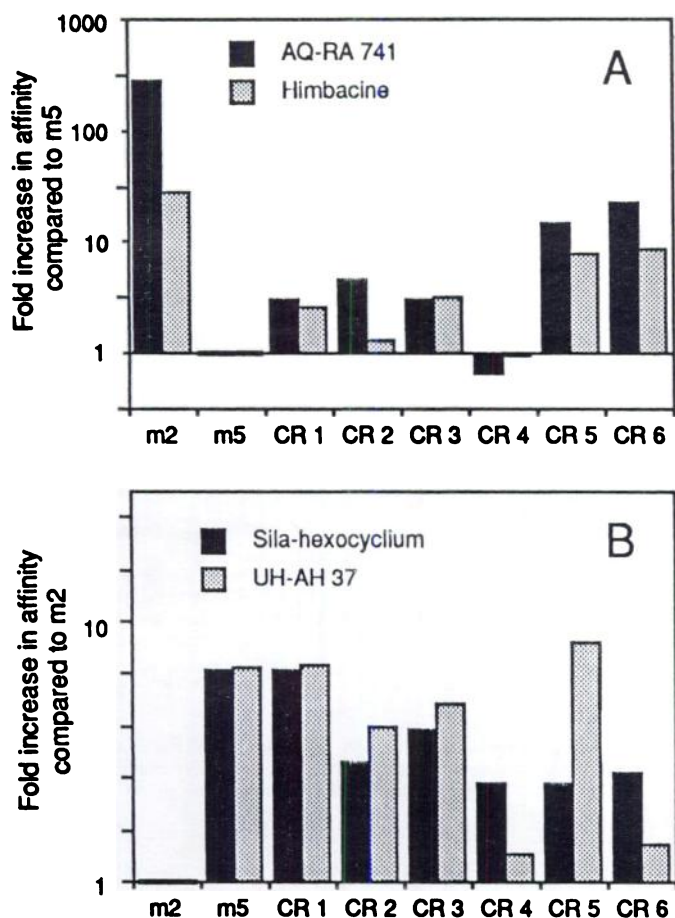 1000
100
10
1
Fold increase in affinity
compared to m5
AQ-RA 741
Himbacine
A
m2 m5 CR 1 CR 2 CR 3 CR 4 CR 5 CR 6
10
1
Fold increase in affinity
compared to m2
Sila-hexocyclium
UH-AH 37
B
m2 m5 CR 1 CR 2 CR 3 CR 4 CR 5 CR 6